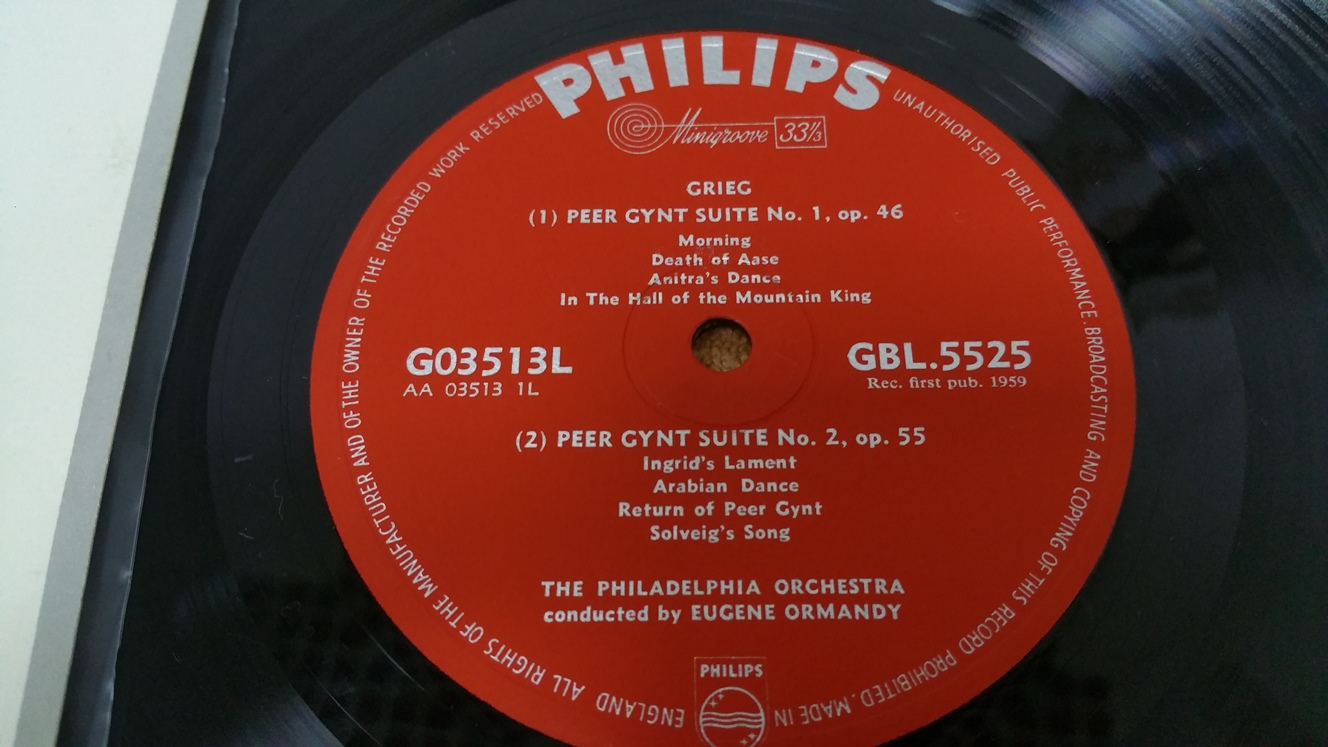 PHILIPS
Minigroove 33⅓
GRIEG
(1) PEER GYNT SUITE No. 1, op. 46
Morning
Death of Aase
Anitra's Dance
In The Hall of the Mountain King
G03513L
AA 03513 1L
GBL.5525
Rec. first pub. 1959
(2) PEER GYNT SUITE No. 2, op. 55
Ingrid's Lament
Arabian Dance
Return of Peer Gynt
Solveig's Song
THE PHILADELPHIA ORCHESTRA
conducted by EUGENE ORMANDY
PHILIPS
ALL RIGHTS OF THE MANUFACTURER AND OF THE OWNER OF THE RECORDED WORK RESERVED
UNAUTHORISED PUBLIC PERFORMANCE. BROADCASTING AND COPYING OF THIS RECORD PROHIBITED. MADE IN ENGLAND